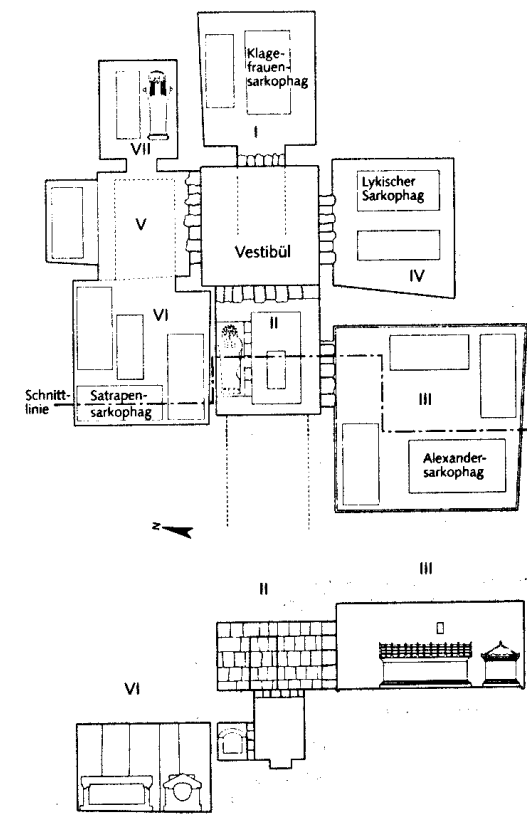 Klage-
frauen-
sarkophag
I
VII
Lykischer
Sarkophag
V
Vestibül
IV
VI
II
Schnitt-
linie
Satrapen-
sarkophag
III
Alexander-
sarkophag
N
III
II
VI